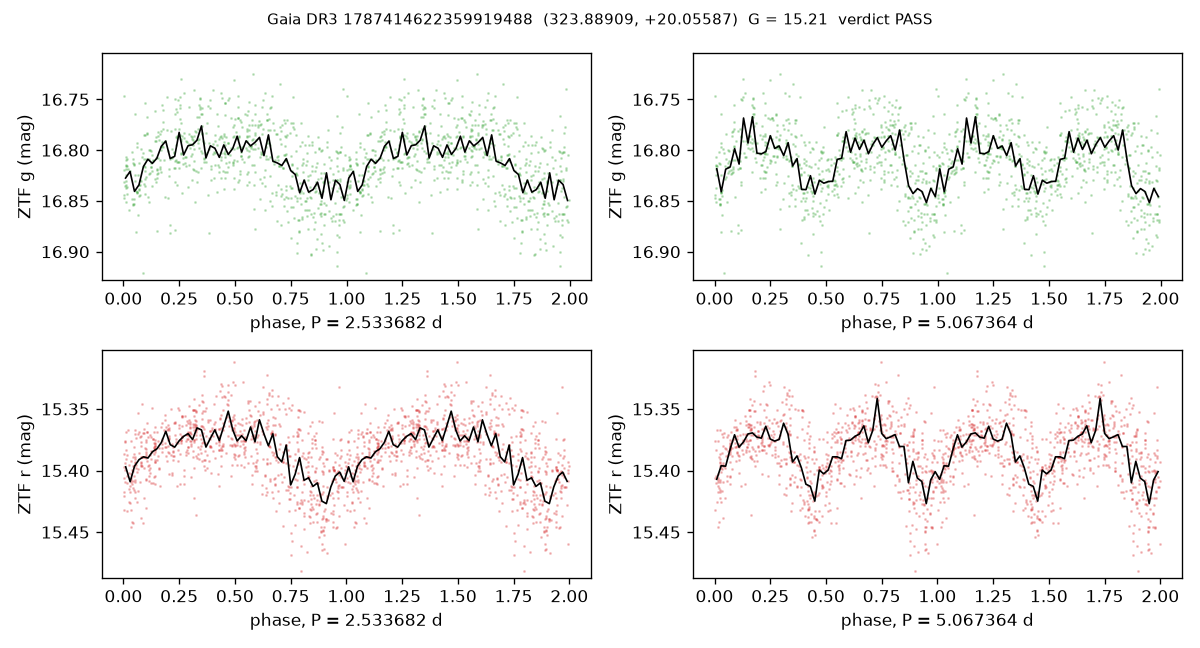 Gaia DR3 1787414622359919488 (323.88909, +20.05587) G = 15.21 verdict PASS
ZTF g (mag)
16.75
16.80
16.85
16.90
0.00 0.25 0.50 0.75 1.00 1.25 1.50 1.75 2.00
phase, P = 2.533682 d
ZTF g (mag)
16.75
16.80
16.85
16.90
0.00 0.25 0.50 0.75 1.00 1.25 1.50 1.75 2.00
phase, P = 5.067364 d
ZTF r (mag)
15.35
15.40
15.45
0.00 0.25 0.50 0.75 1.00 1.25 1.50 1.75 2.00
phase, P = 2.533682 d
ZTF r (mag)
15.35
15.40
15.45
0.00 0.25 0.50 0.75 1.00 1.25 1.50 1.75 2.00
phase, P = 5.067364 d